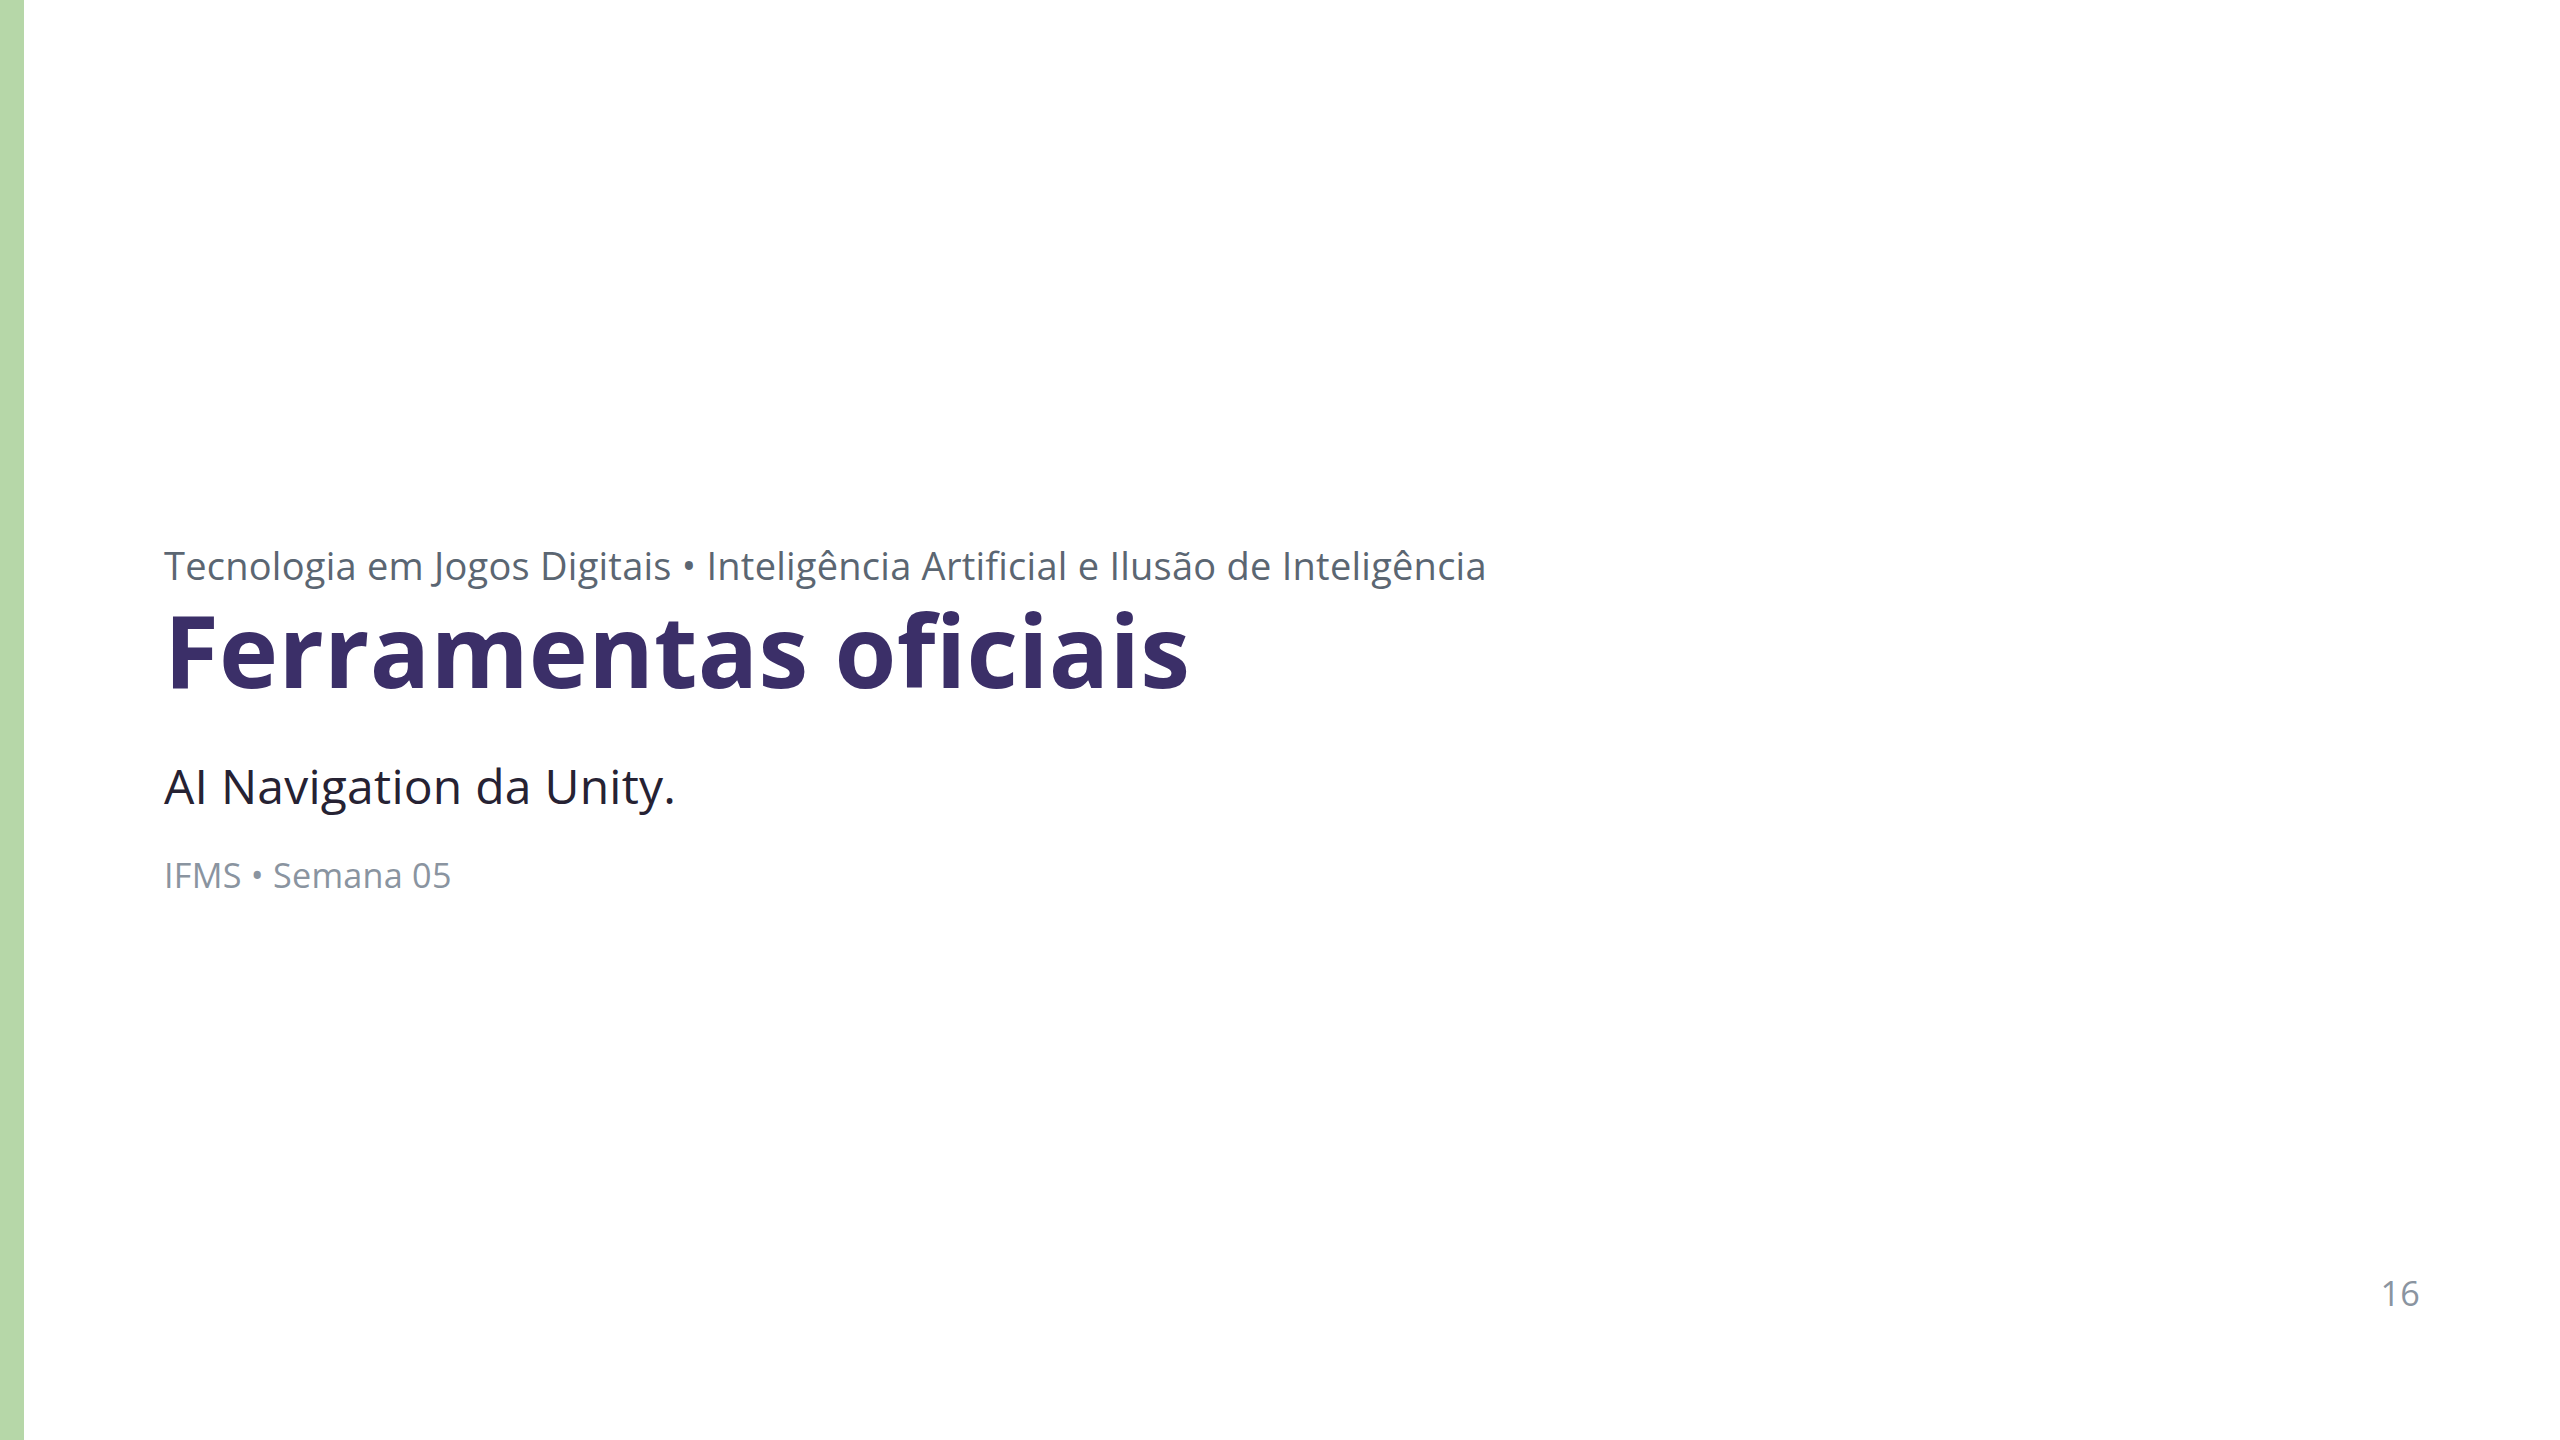 Tecnologia em Jogos Digitais • Inteligência Artificial e Ilusão de Inteligência
Ferramentas oficiais
AI Navigation da Unity.
IFMS • Semana 05
16